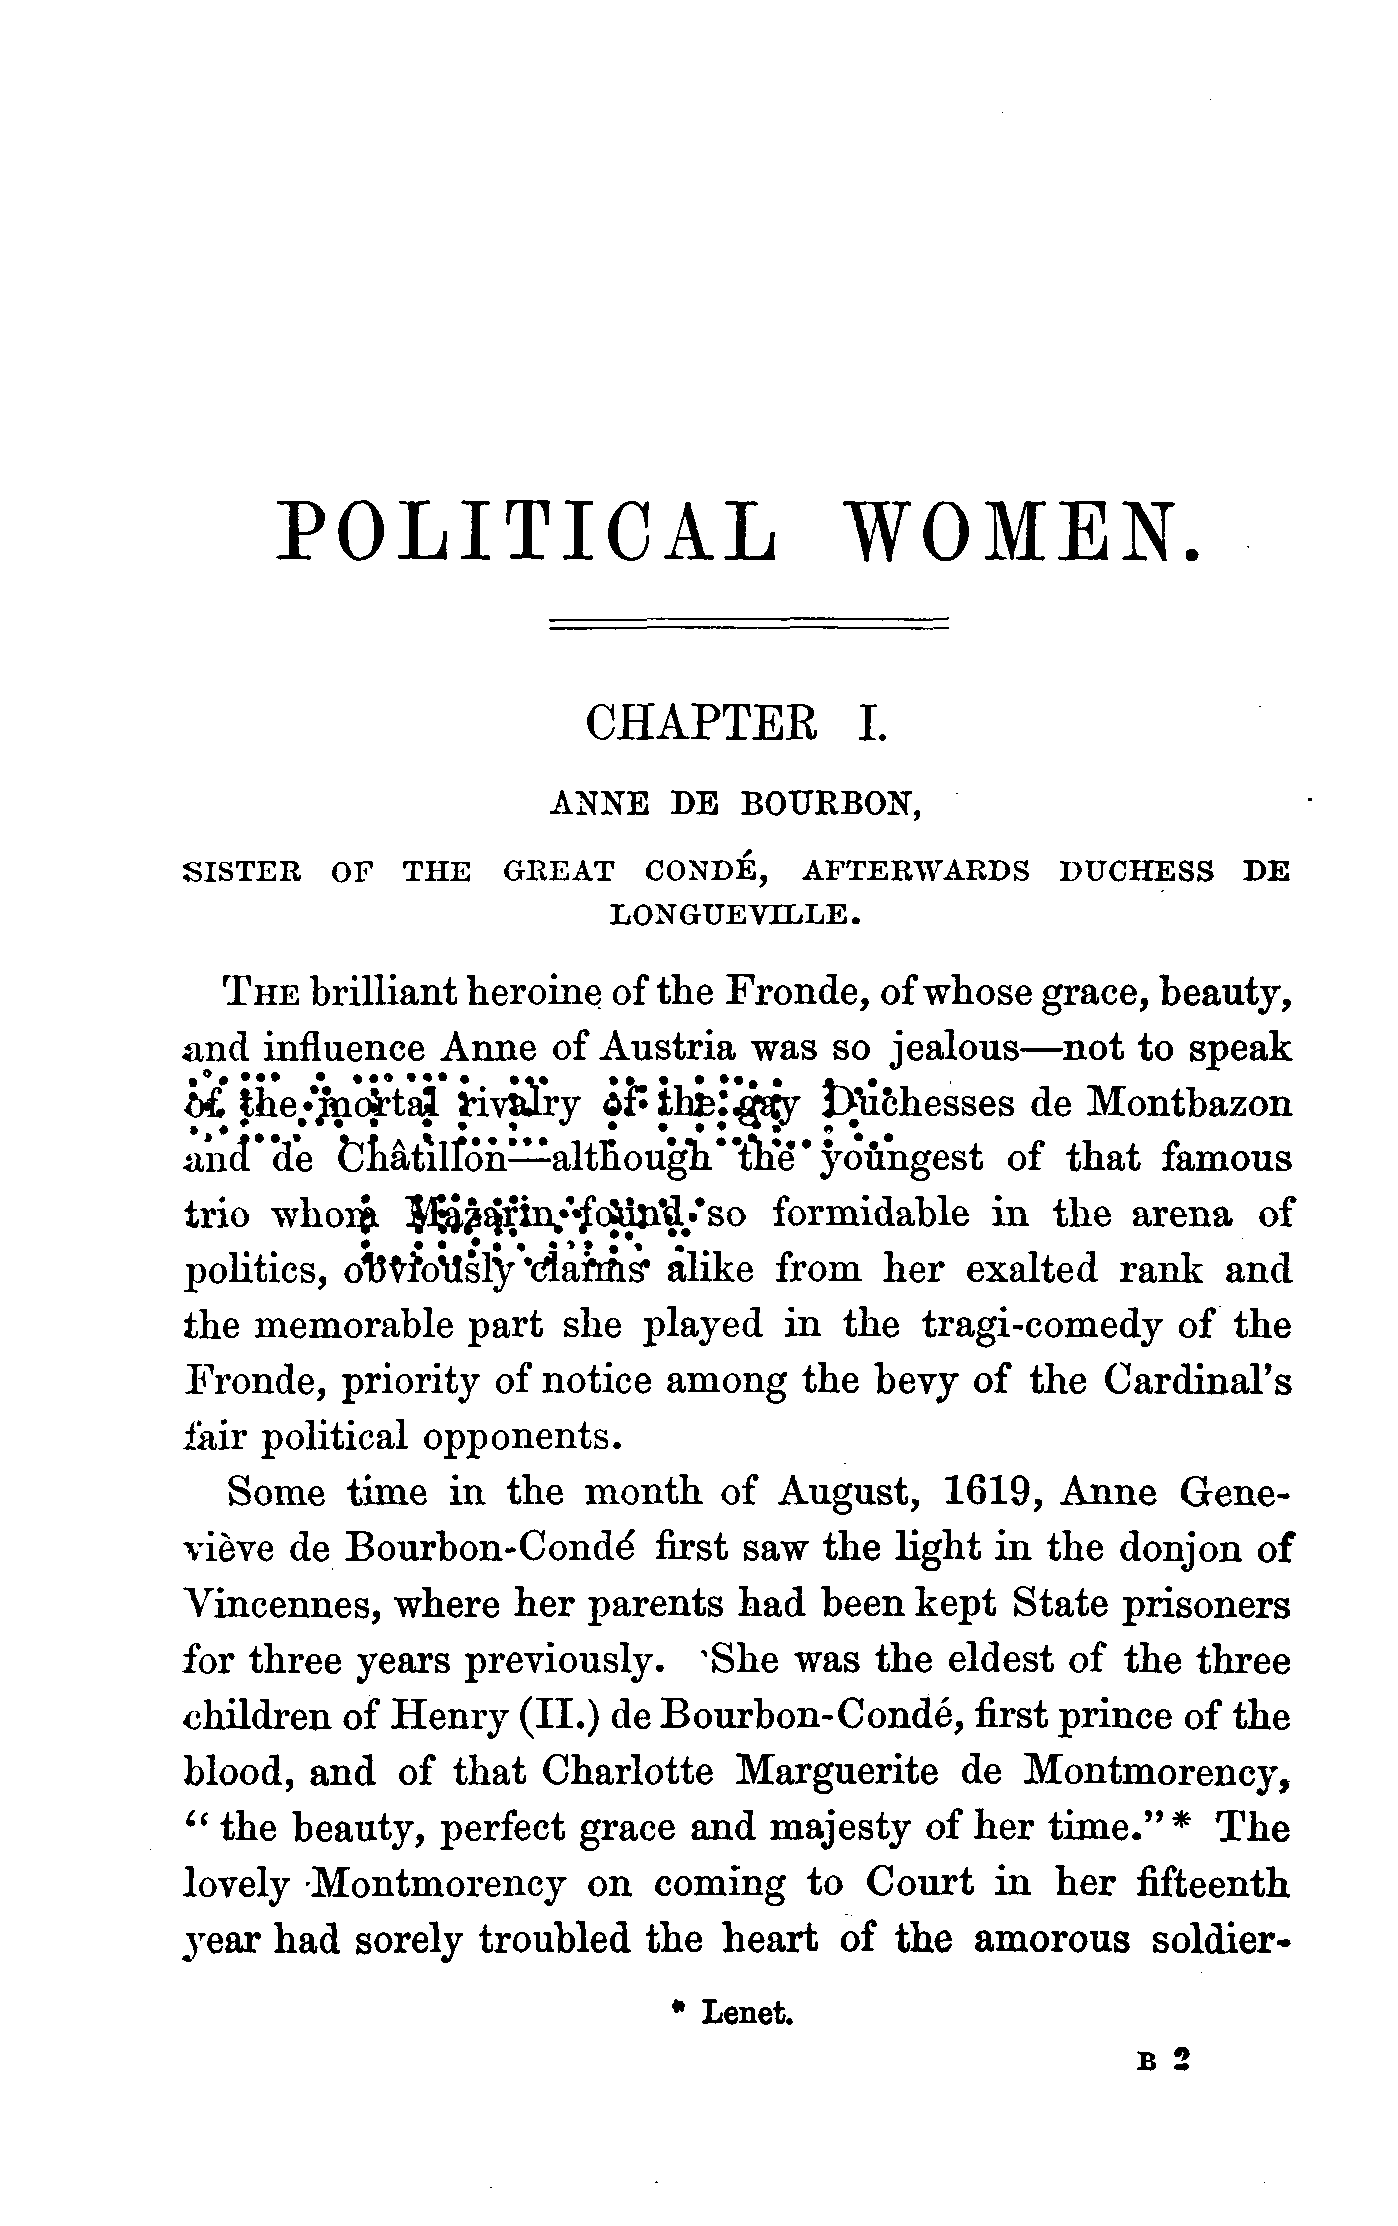 POLITICAL WOMEN.
CHAPTER I.
ANNE DE BOURBON,
SISTER OF THE GREAT CONDÉ, AFTERWARDS DUCHESS DE
LONGUEVILLE.
THE brilliant heroine of the Fronde, of whose grace, beauty,
and influence Anne of Austria was so jealous—not to speak
of the mortal rivalry of the gay Duchesses de Montbazon
and de Châtillon—although the youngest of that famous
trio whom Mazarin found so formidable in the arena of
politics, obviously claims alike from her exalted rank and
the memorable part she played in the tragi-comedy of the
Fronde, priority of notice among the bevy of the Cardinal's
fair political opponents.
Some time in the month of August, 1619, Anne Gene-
viève de Bourbon-Condé first saw the light in the donjon of
Vincennes, where her parents had been kept State prisoners
for three years previously. She was the eldest of the three
children of Henry (II.) de Bourbon-Condé, first prince of the
blood, and of that Charlotte Marguerite de Montmorency,
“ the beauty, perfect grace and majesty of her time.” * The
lovely Montmorency on coming to Court in her fifteenth
year had sorely troubled the heart of the amorous soldier-
* Lenet.
B 2